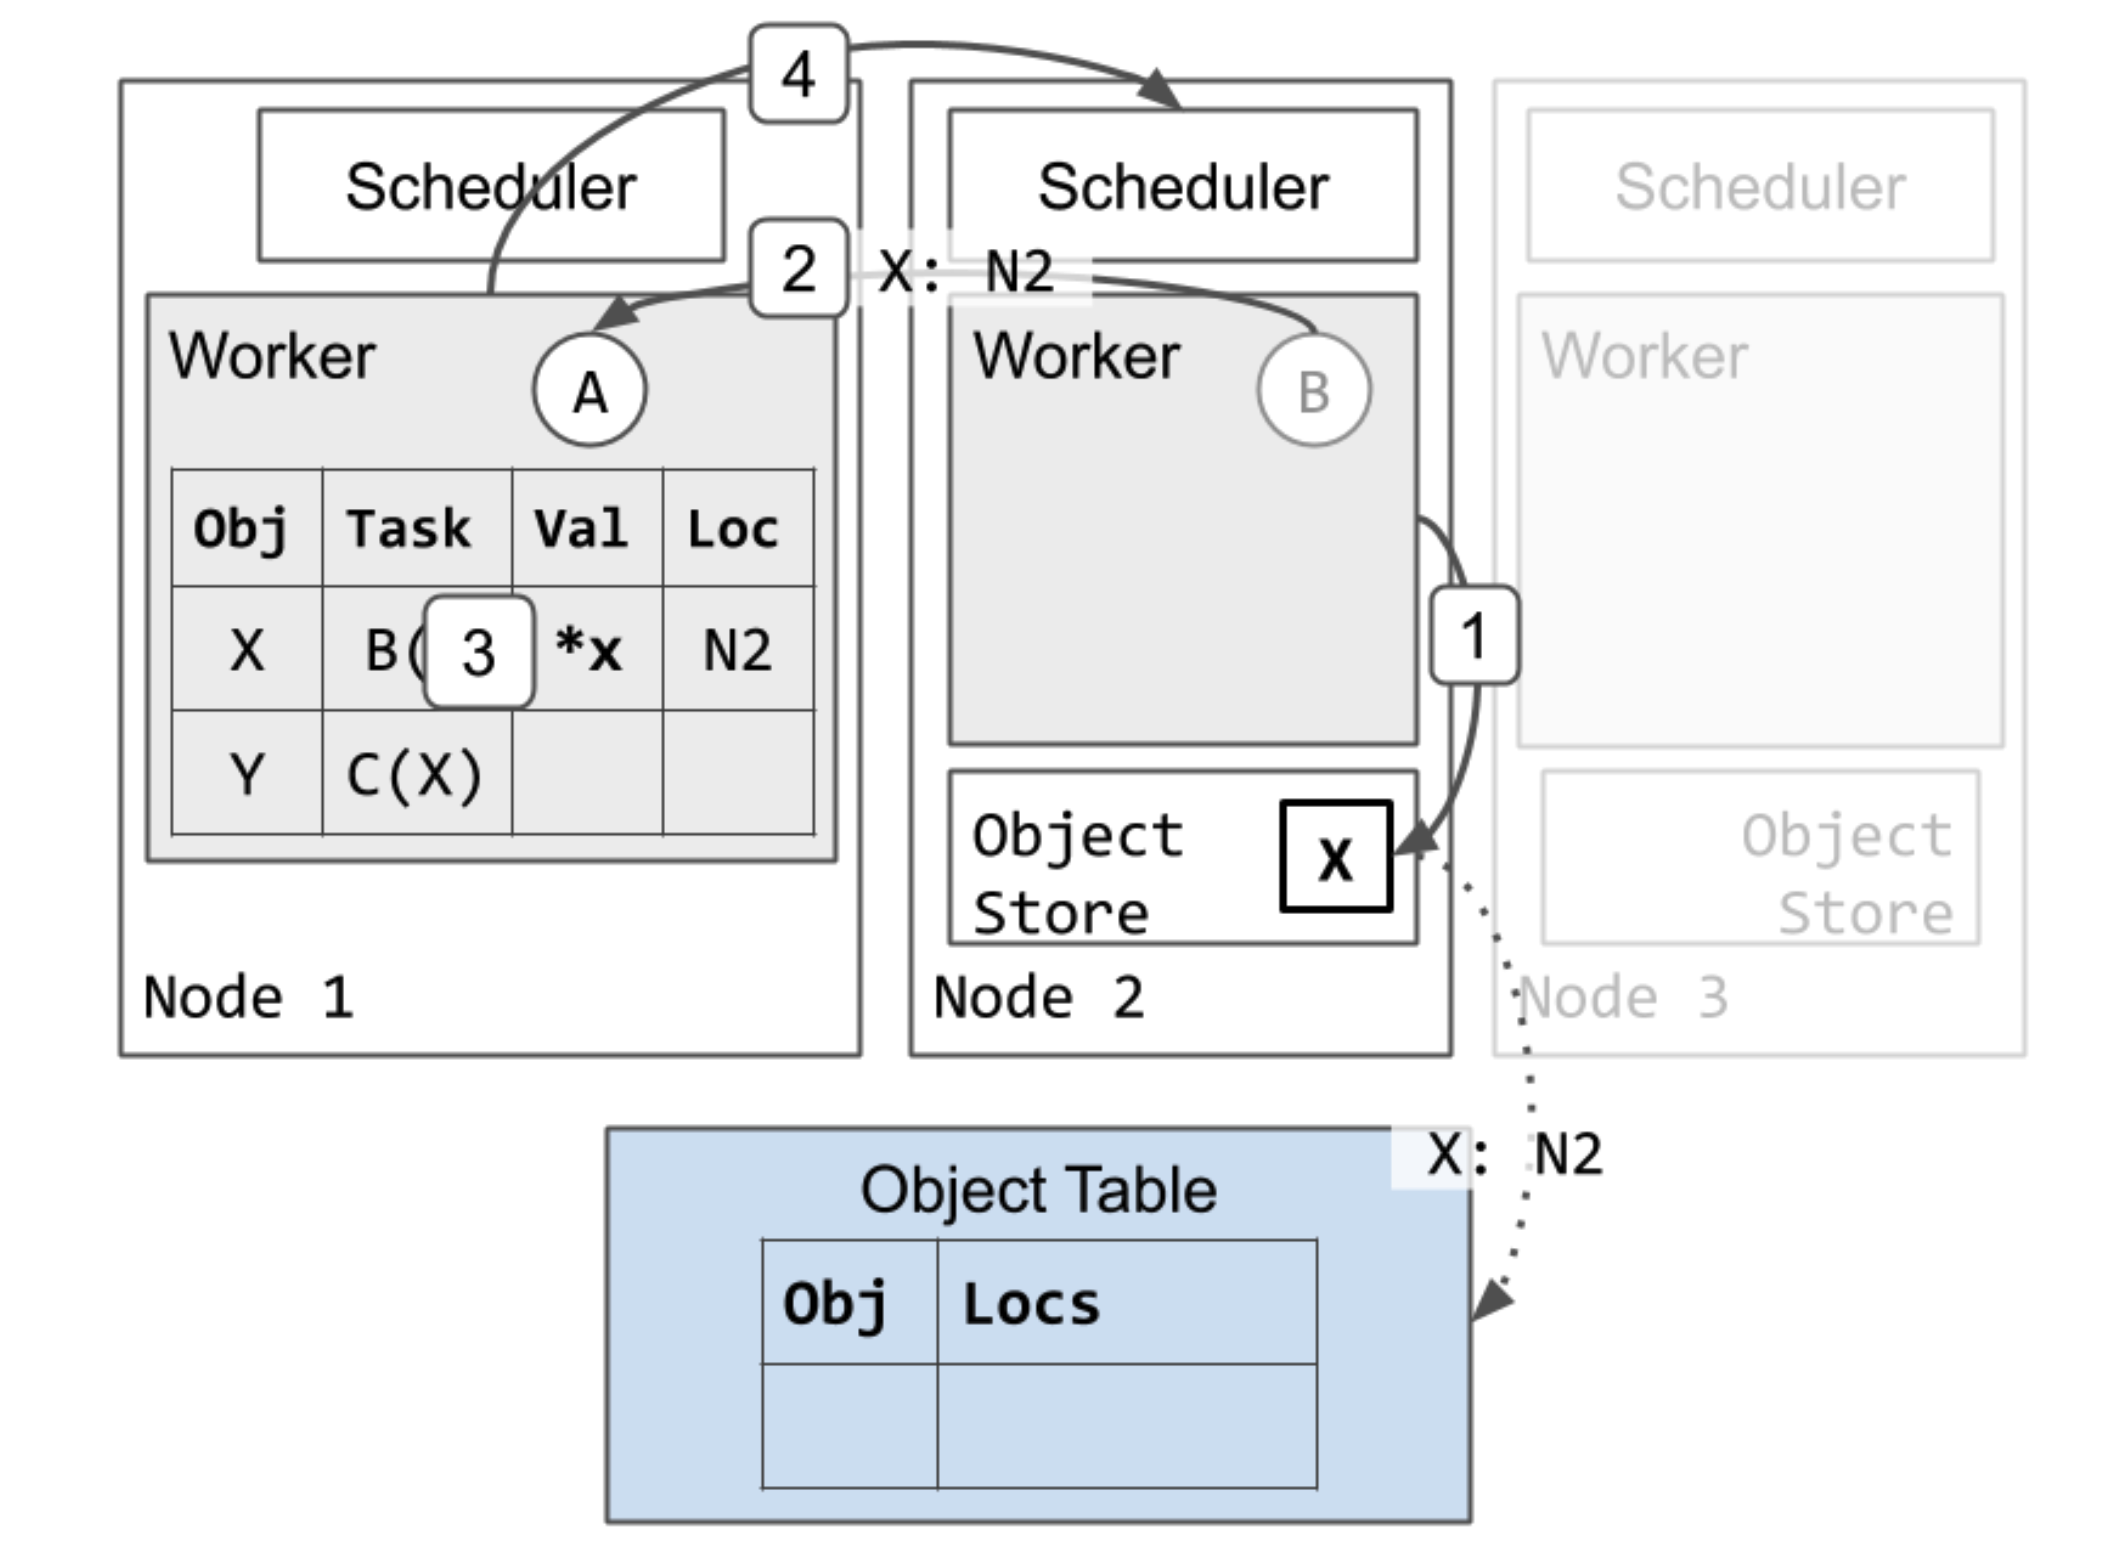 4
Scheduler
Scheduler
Scheduler
2
X: N2
Worker
A
Worker
B
Worker
Obj Task Val Loc
X B( 3 *x N2
Y C(X)
1
Object
Store
X
Object
Store
Node 1
Node 2
Node 3
X: N2
Object Table
Obj Locs